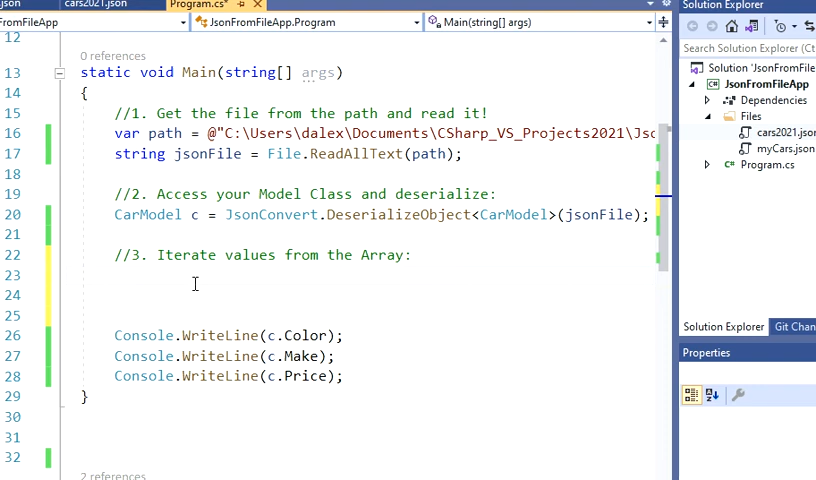 json cars2021.json Program.cs* Solution Explorer
FileApp JsonFromFileApp.Program Main(string[] args)
Search Solution Explorer (Ct
12
0 references
13 static void Main(string[] args)
14 {
15 //1. Get the file from the path and read it!
16 var path = @"C:\Users\dalex\Documents\CSharp_VS_Projects2021\Jsc
17 string jsonFile = File.ReadAllText(path);
18
19 //2. Access your Model Class and deserialize:
20 CarModel c = JsonConvert.DeserializeObject<CarModel>(jsonFile);
21
22 //3. Iterate values from the Array:
23
24
25
26 Console.WriteLine(c.Color);
27 Console.WriteLine(c.Make);
28 Console.WriteLine(c.Price);
29 }
30
31
32
2 references
Solution 'JsonFromFile
JsonFromFileApp
Dependencies
Files
cars2021.jsor
myCars.json
Program.cs
Solution Explorer Git Chan
Properties